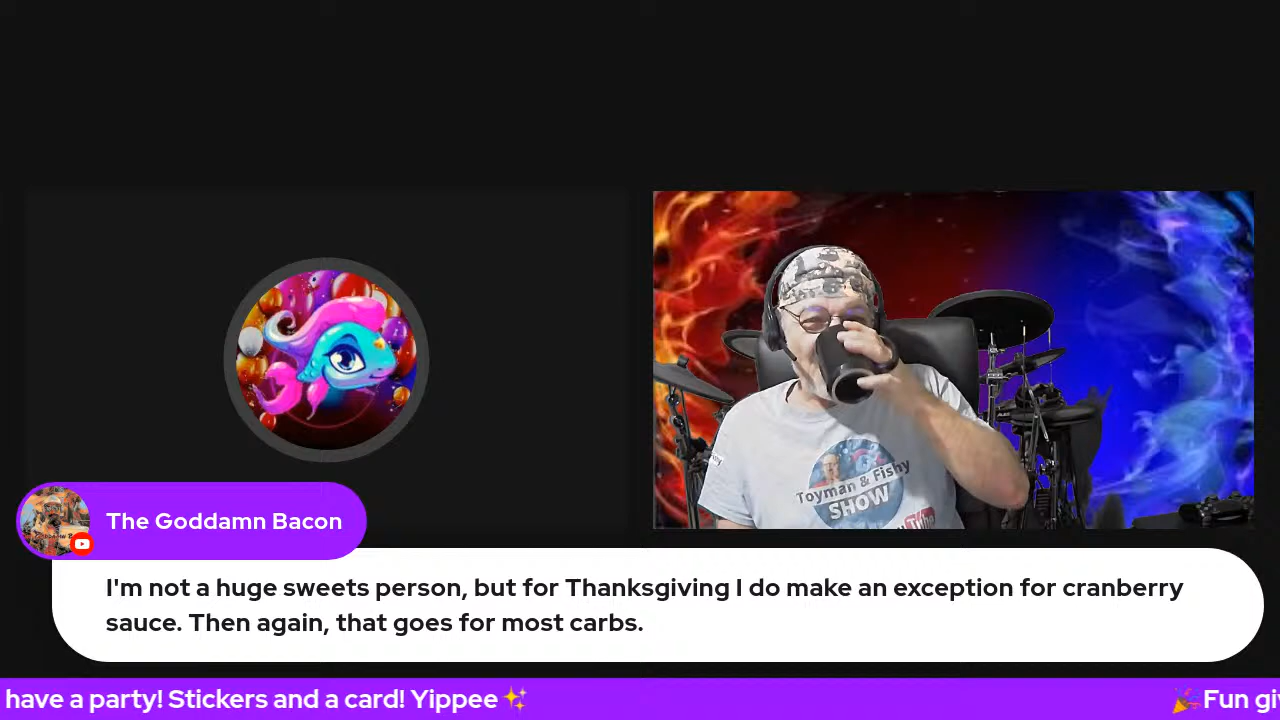 Toyman & Fishy
SHOW
The Goddamn Bacon
I'm not a huge sweets person, but for Thanksgiving I do make an exception for cranberry
sauce. Then again, that goes for most carbs.
have a party! Stickers and a card! Yippee✨
🎉Fun giv